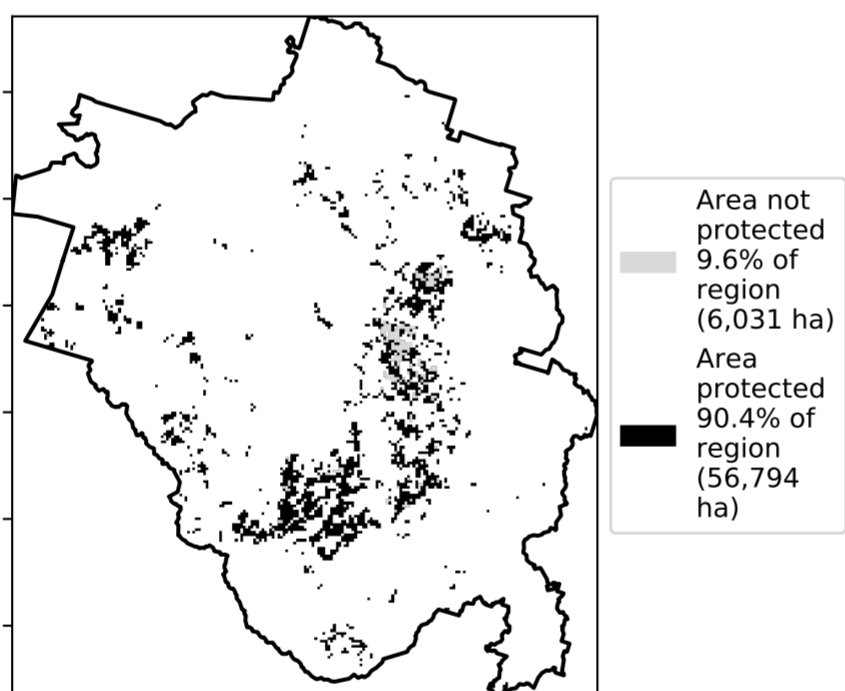 Area not
protected
9.6% of
region
(6,031 ha)
Area
protected
90.4% of
region
(56,794
ha)